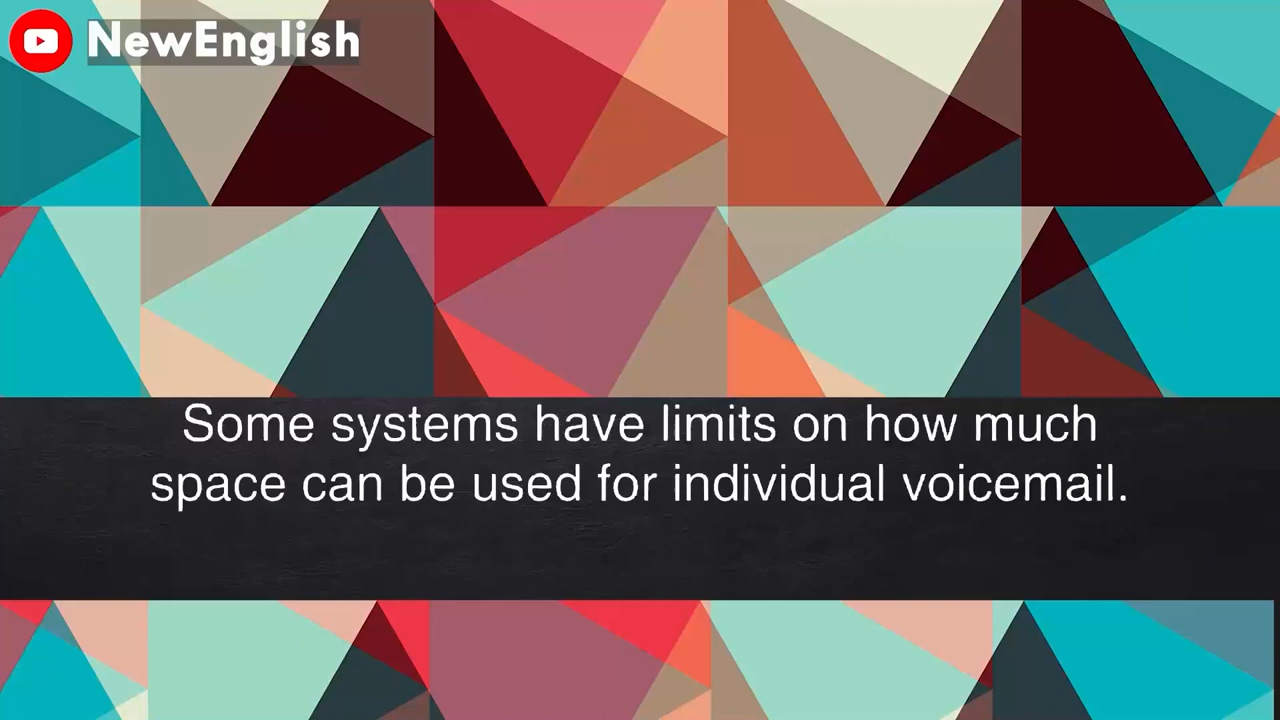 NewEnglish
Some systems have limits on how much
space can be used for individual voicemail.